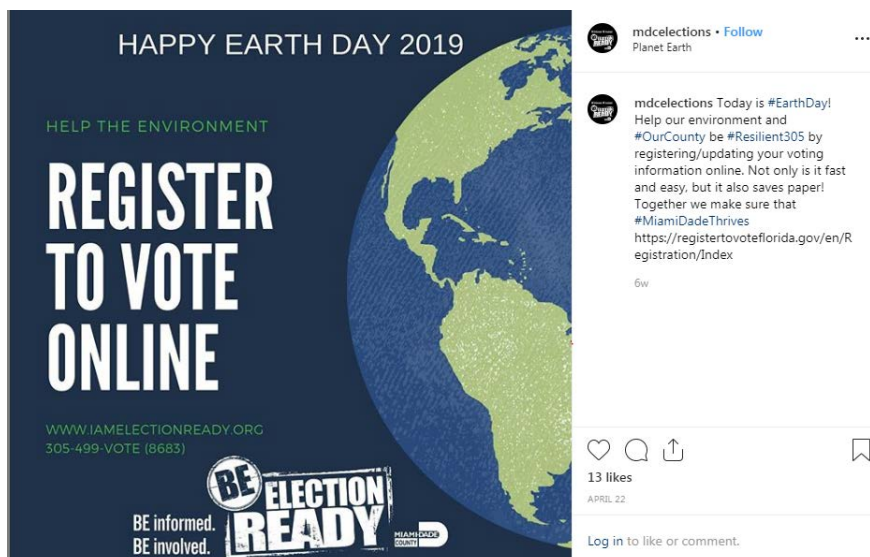 HAPPY EARTH DAY 2019
HELP THE ENVIRONMENT
REGISTER
TO VOTE
ONLINE
WWW.IAMELECTIONREADY.ORG
305-499-VOTE (8683)
BE ELECTION
READY
BE informed.
BE involved.
MIAMI-DADE
COUNTY
mdcelections • Follow
Planet Earth
mdcelections Today is #EarthDay!
Help our environment and
#OurCounty be #Resilient305 by
registering/updating your voting
information online. Not only is it fast
and easy, but it also saves paper!
Together we make sure that
#MiamiDadeThrives
https://registertovoteflorida.gov/en/R
egistration/Index
6w
13 likes
APRIL 22
Log in to like or comment.